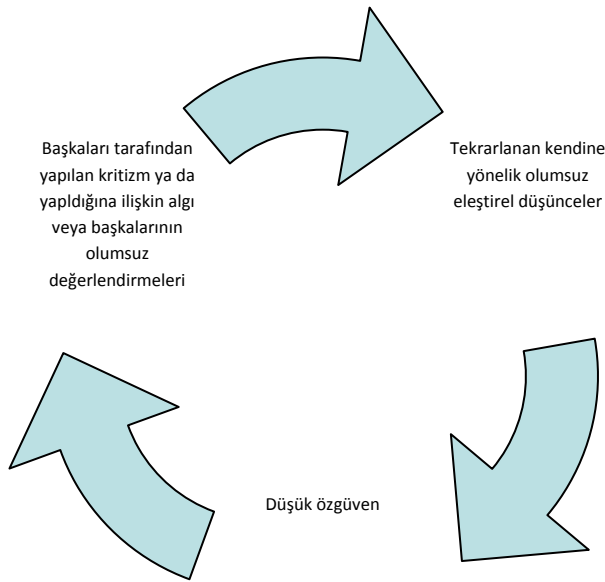 Başkaları tarafından
yapılan kritizm ya da
yapldığına ilişkin algı
veya başkalarının
olumsuz
değerlendirmeleri
Tekrarlanan kendine
yönelik olumsuz
eleştirel düşünceler
Düşük özgüven